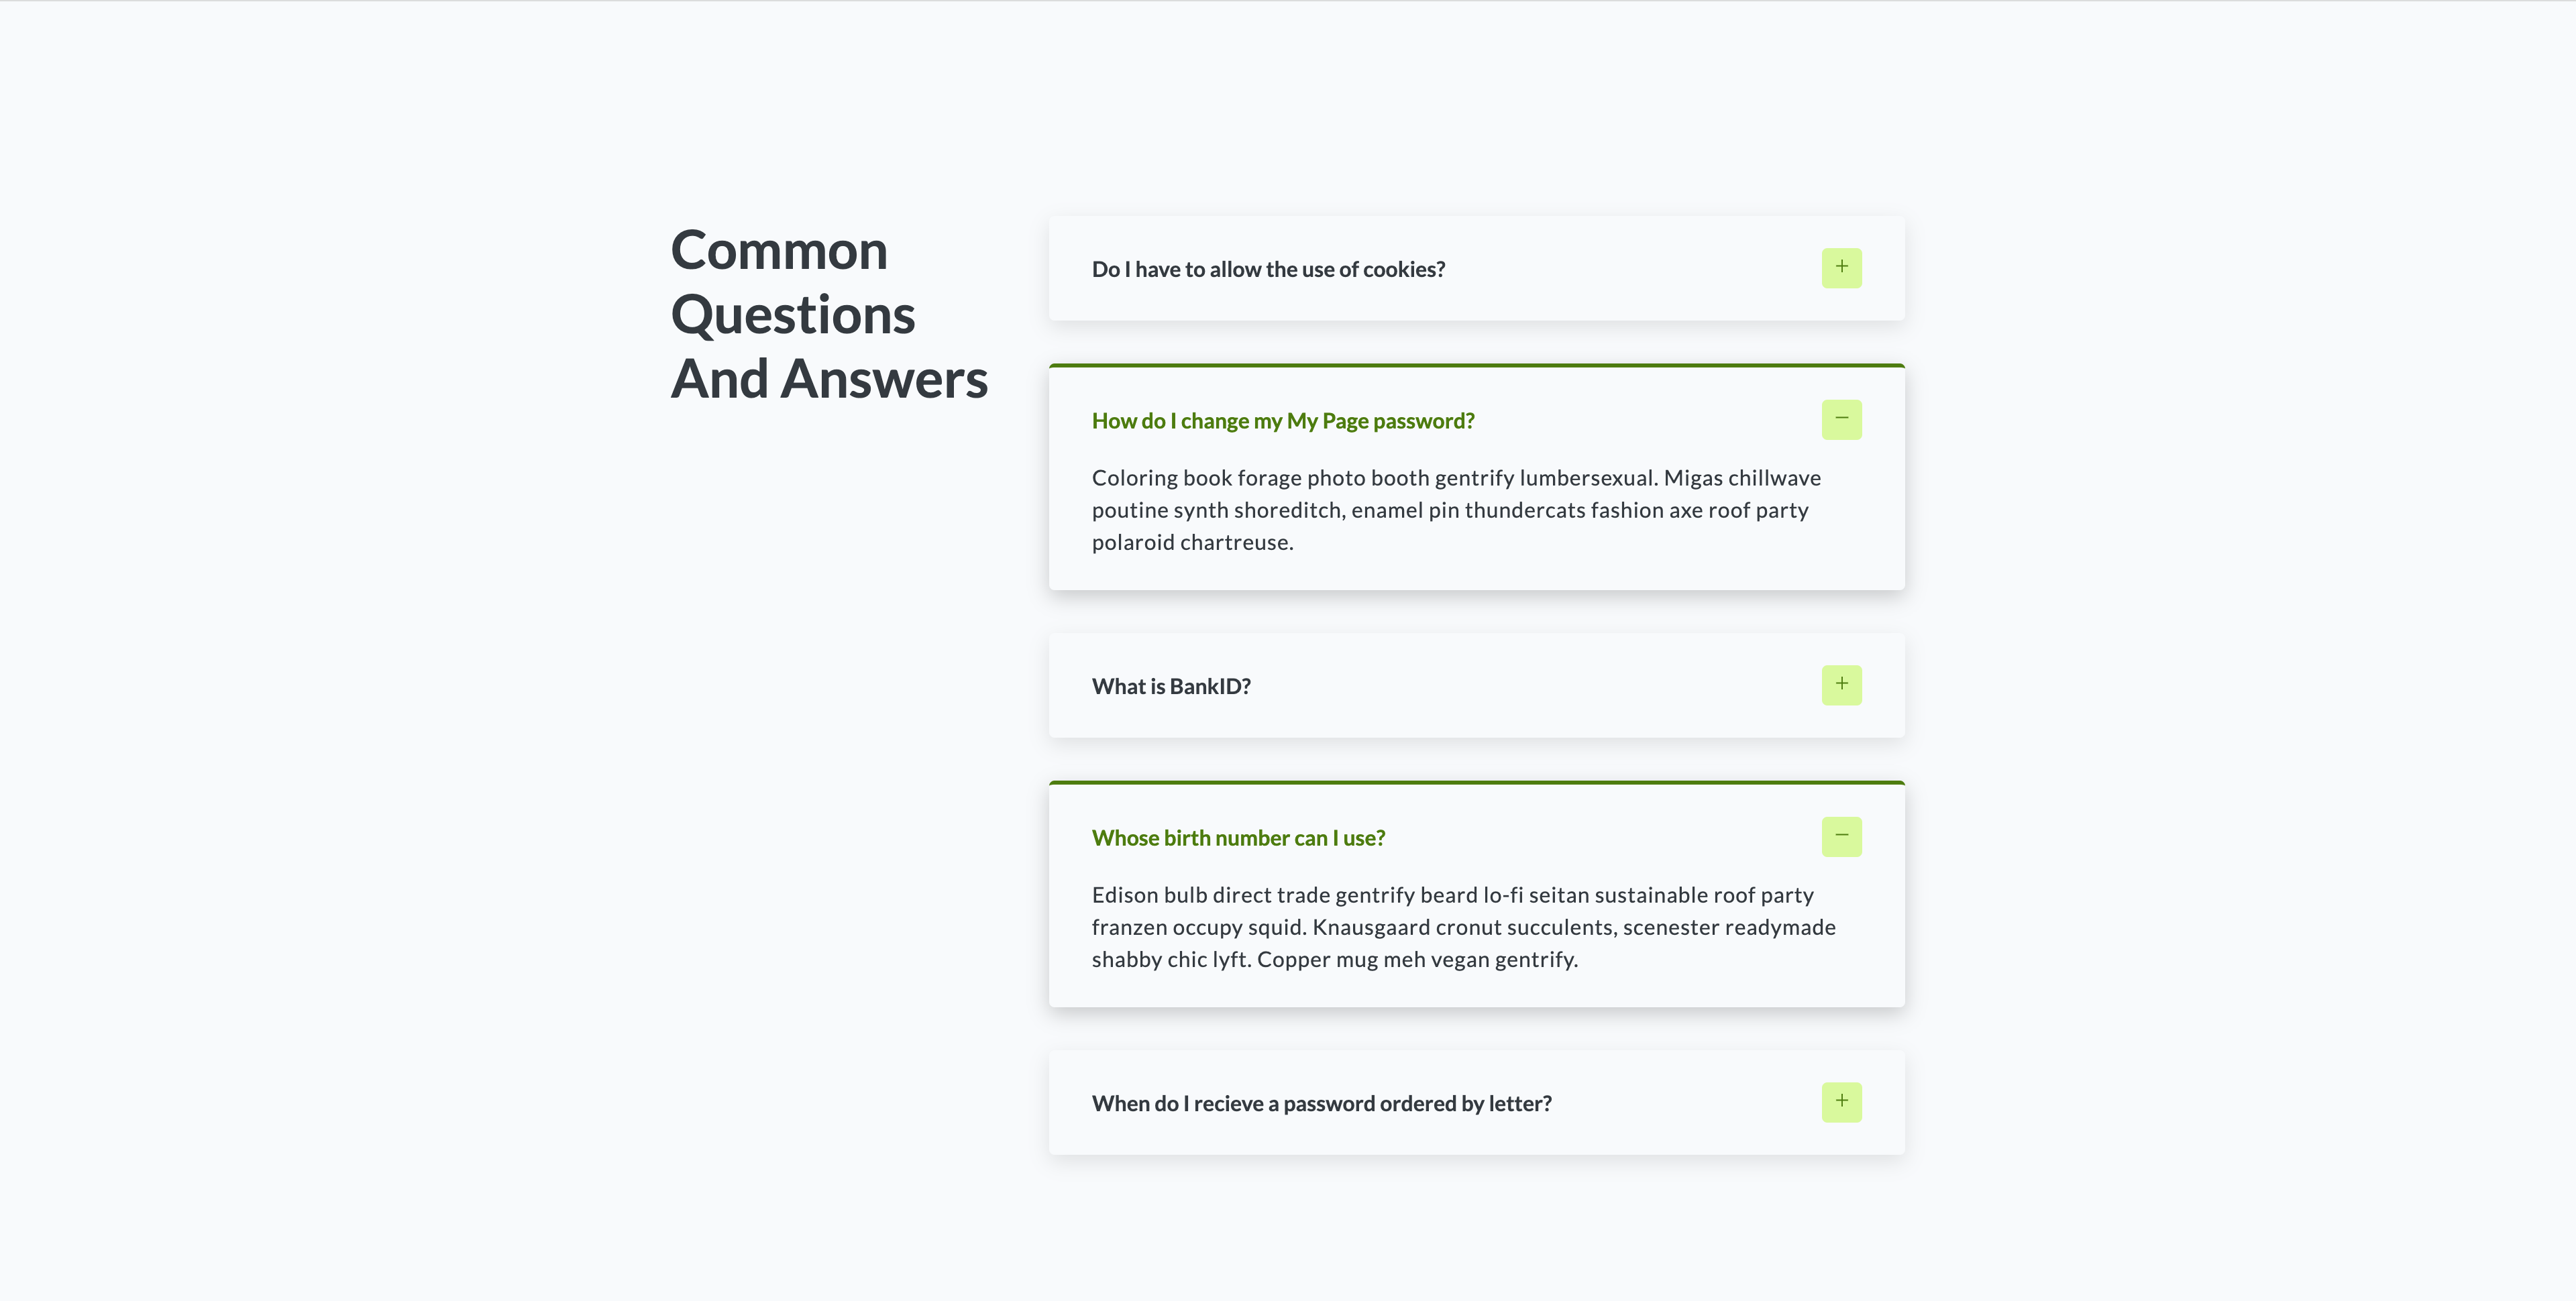 Common
Questions
And Answers
Do I have to allow the use of cookies?
+
How do I change my My Page password?
−
Coloring book forage photo booth gentrify lumbersexual. Migas chillwave
poutine synth shoreditch, enamel pin thundercats fashion axe roof party
polaroid chartreuse.
What is BankID?
+
Whose birth number can I use?
−
Edison bulb direct trade gentrify beard lo-fi seitan sustainable roof party
franzen occupy squid. Knausgaard cronut succulents, scenester readymade
shabby chic lyft. Copper mug meh vegan gentrify.
When do I recieve a password ordered by letter?
+